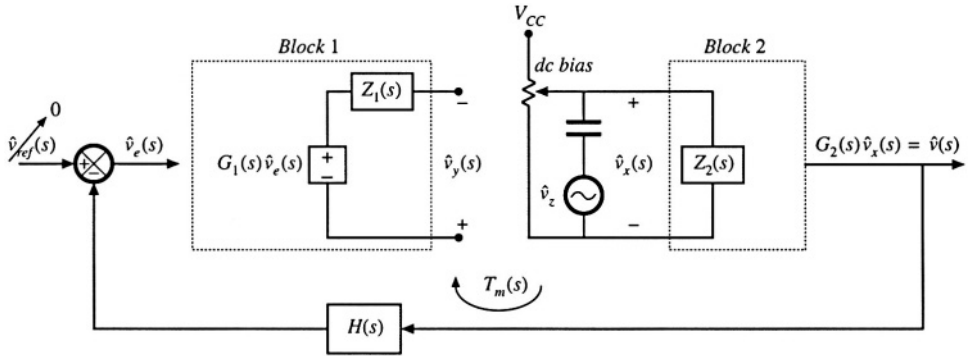 V_CC
Block 1
dc bias
Block 2
Z_1(s)
+
−
0
v̂_ref(s)
v̂_e(s)
+
−
G_1(s) v̂_e(s)
+
−
v̂_y(s)
+
v̂_z
v̂_x(s)
−
Z_2(s)
G_2(s) v̂_x(s) = v̂(s)
T_m(s)
H(s)